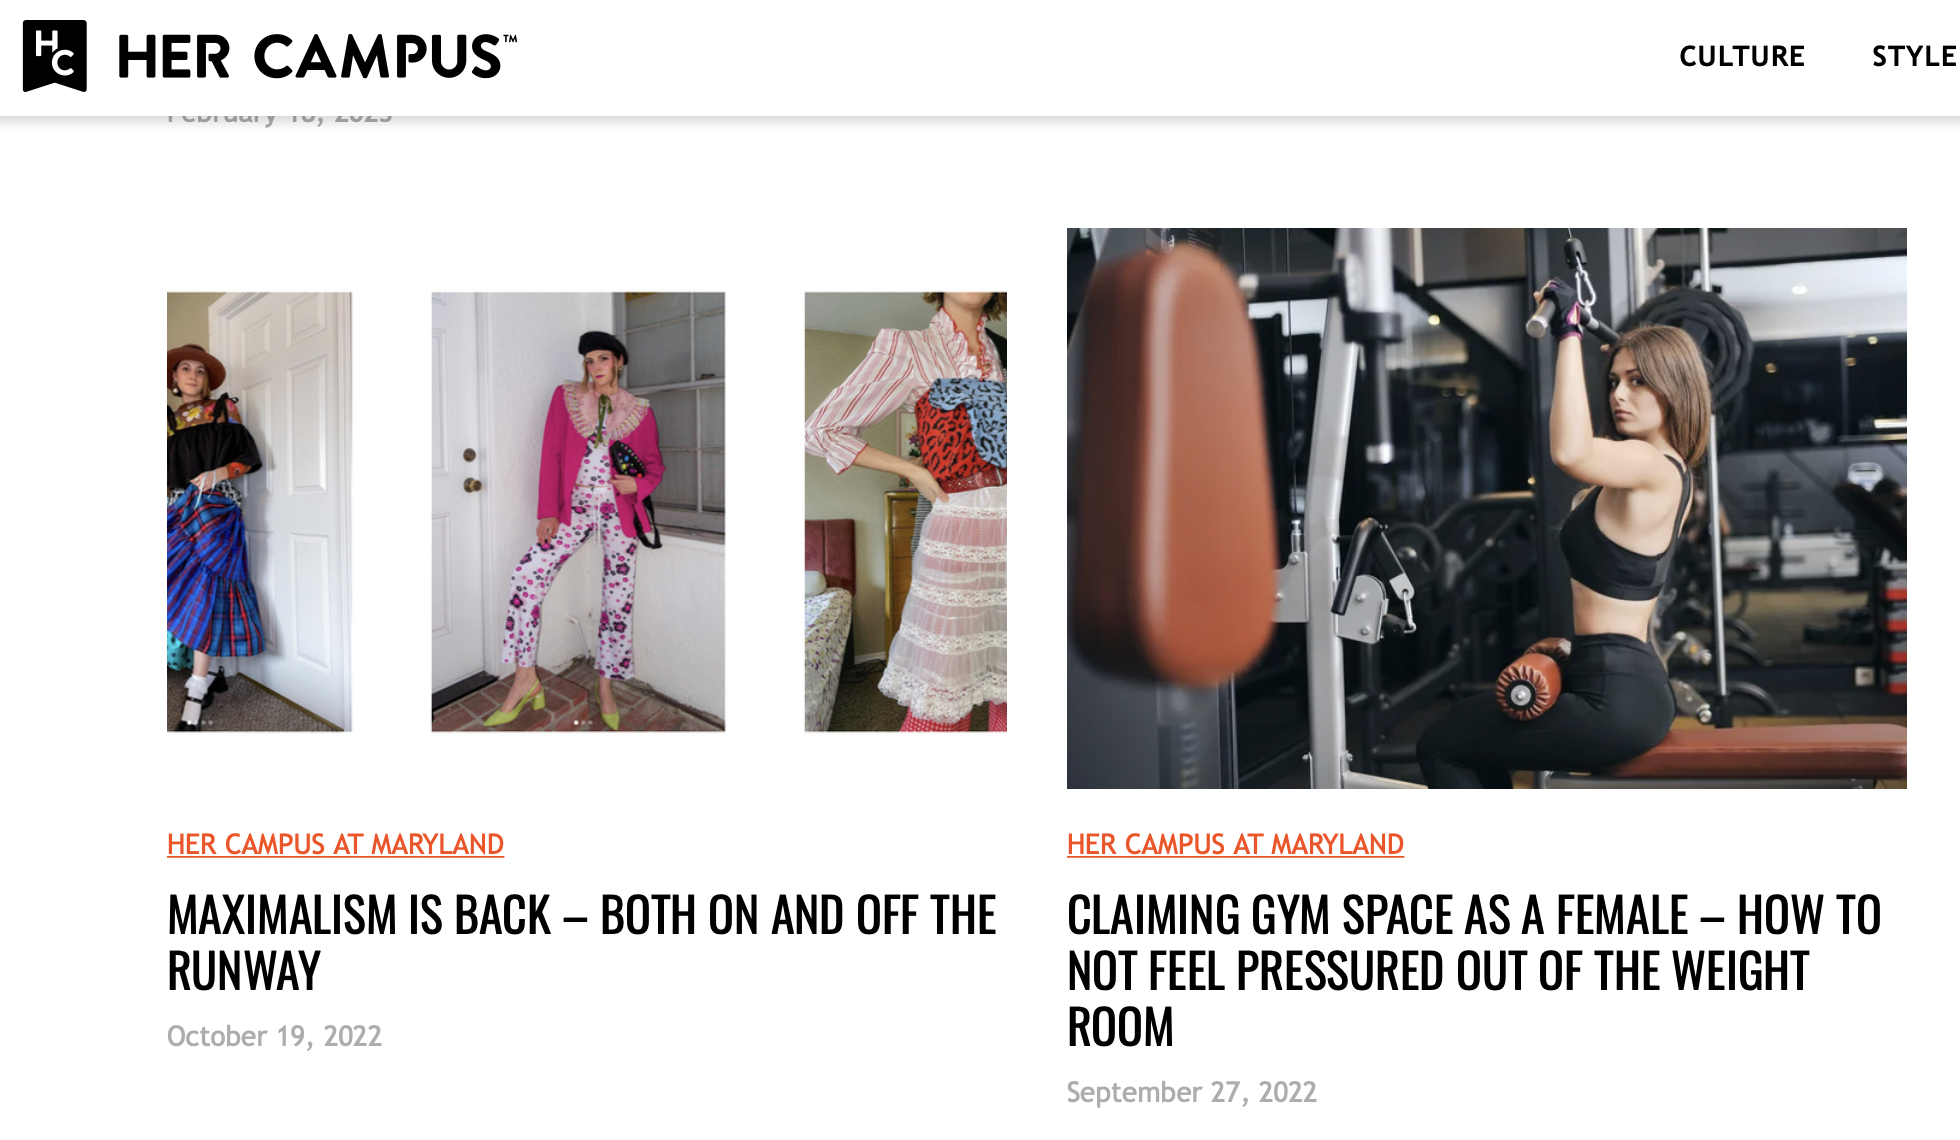 HC HER CAMPUS™
CULTURE STYLE
HER CAMPUS AT MARYLAND
MAXIMALISM IS BACK – BOTH ON AND OFF THE
RUNWAY
October 19, 2022
HER CAMPUS AT MARYLAND
CLAIMING GYM SPACE AS A FEMALE – HOW TO
NOT FEEL PRESSURED OUT OF THE WEIGHT
ROOM
September 27, 2022